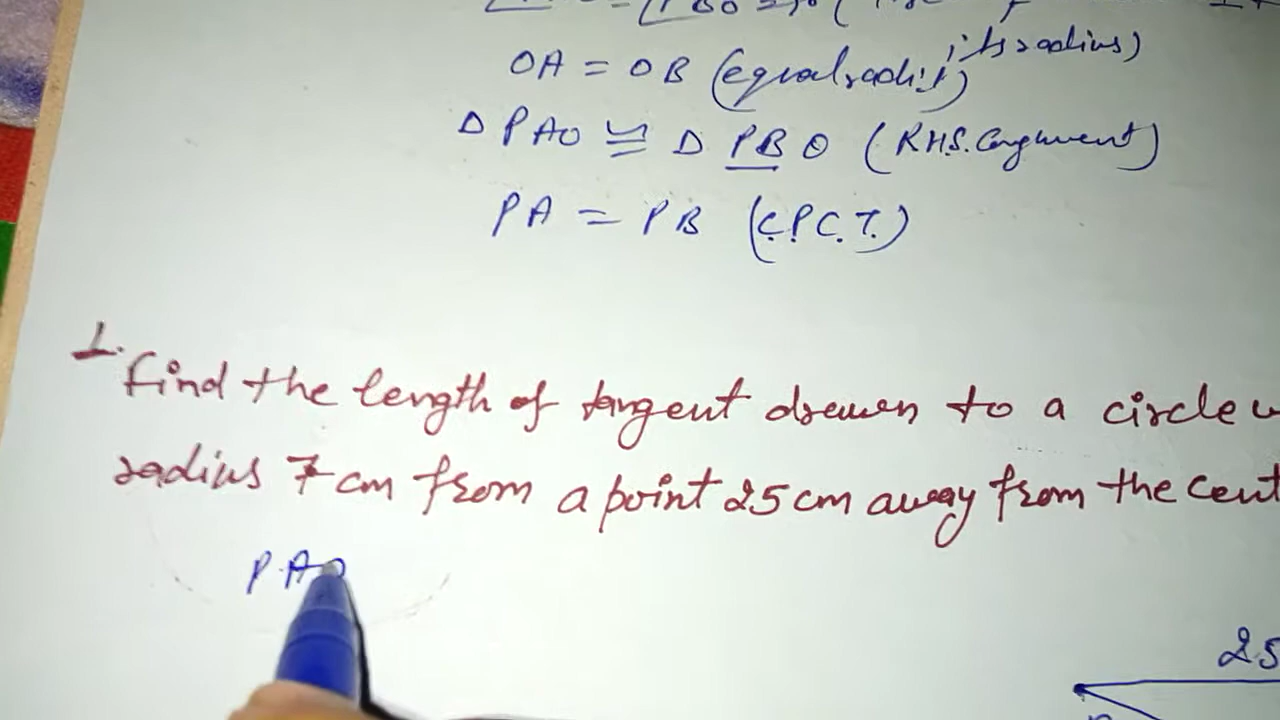 OA = OB (equal radii)
its radius)
Δ PAO ≅ Δ PBO (RHS. Congruent)
PA = PB (C.P.C.T.)
1.
find the length of tangent drawn to a circle
radius 7 cm from a point 25 cm away from the cent
PAO
25